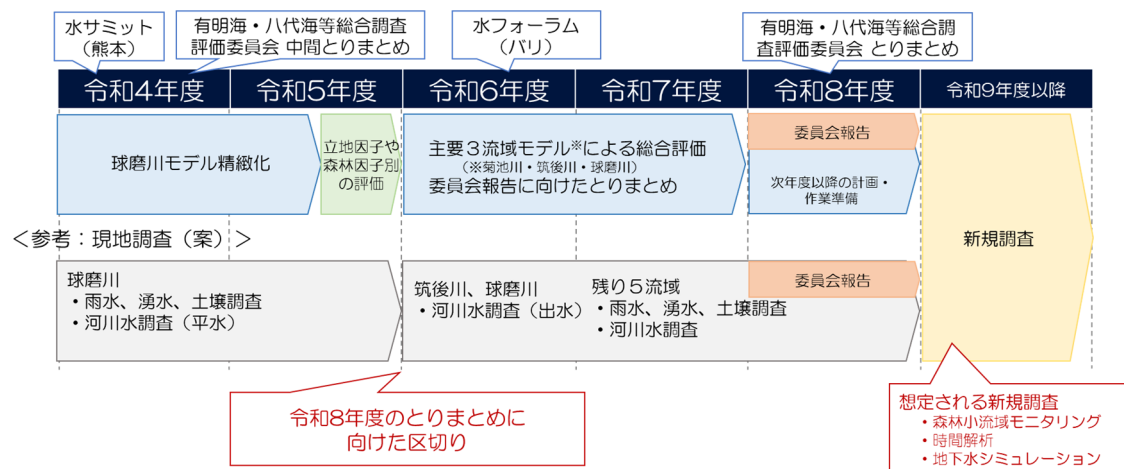 水サミット
（熊本）
有明海・八代海等総合調査
評価委員会 中間とりまとめ
水フォーラム
（バリ）
有明海・八代海等総合調
査評価委員会 とりまとめ
令和4年度
令和5年度
令和6年度
令和7年度
令和8年度
令和9年度以降
球磨川モデル精緻化
立地因子や
森林因子別
の評価
主要３流域モデル※による総合評価
（※菊池川・筑後川・球磨川）
委員会報告に向けたとりまとめ
委員会報告
次年度以降の計画・
作業準備
新規調査
＜参考：現地調査（案）＞
球磨川
・雨水、湧水、土壌調査
・河川水調査（平水）
筑後川、球磨川
・河川水調査（出水）
残り５流域
・雨水、湧水、土壌調査
・河川水調査
委員会報告
令和8年度のとりまとめに
向けた区切り
想定される新規調査
・森林小流域モニタリング
・時間解析
・地下水シミュレーション